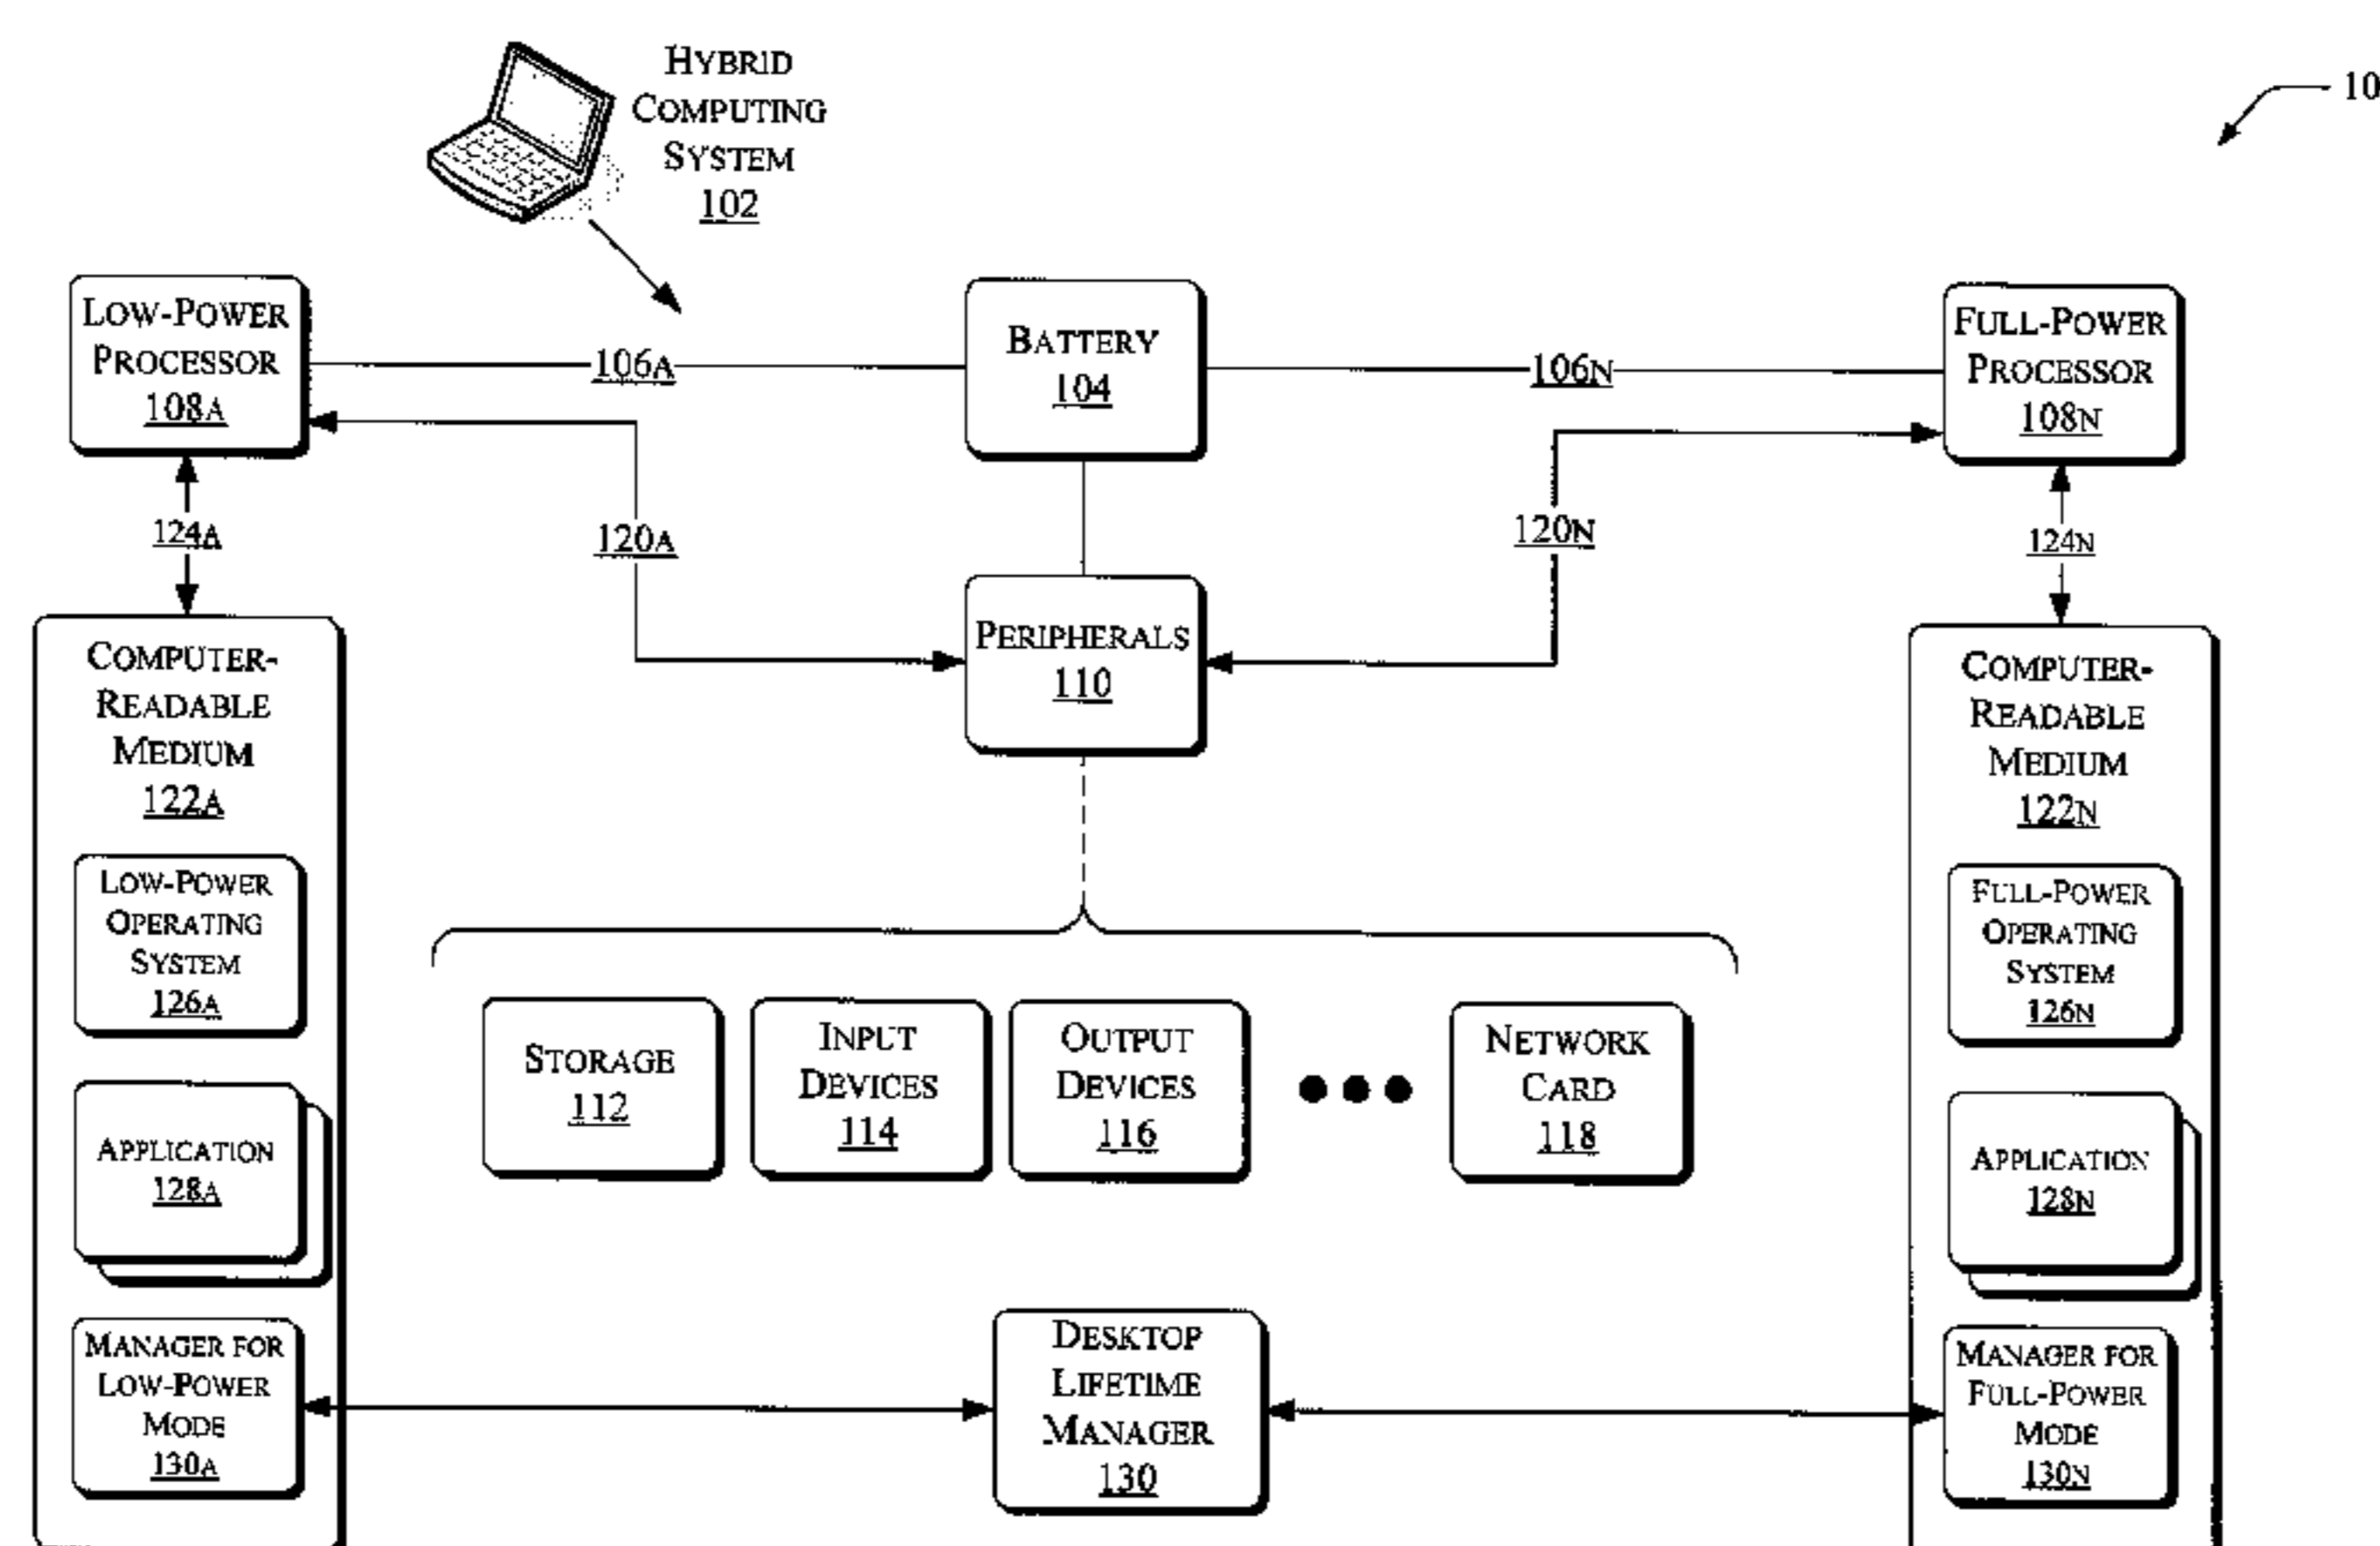 HYBRID
COMPUTING
SYSTEM
102
10
LOW-POWER
PROCESSOR
108A
106A
BATTERY
104
106N
FULL-POWER
PROCESSOR
108N
124A
120A
120N
124N
PERIPHERALS
110
COMPUTER-
READABLE
MEDIUM
122A
LOW-POWER
OPERATING
SYSTEM
126A
APPLICATION
128A
MANAGER FOR
LOW-POWER
MODE
130A
STORAGE
112
INPUT
DEVICES
114
OUTPUT
DEVICES
116
NETWORK
CARD
118
DESKTOP
LIFETIME
MANAGER
130
COMPUTER-
READABLE
MEDIUM
122N
FULL-POWER
OPERATING
SYSTEM
126N
APPLICATION
128N
MANAGER FOR
FULL-POWER
MODE
130N